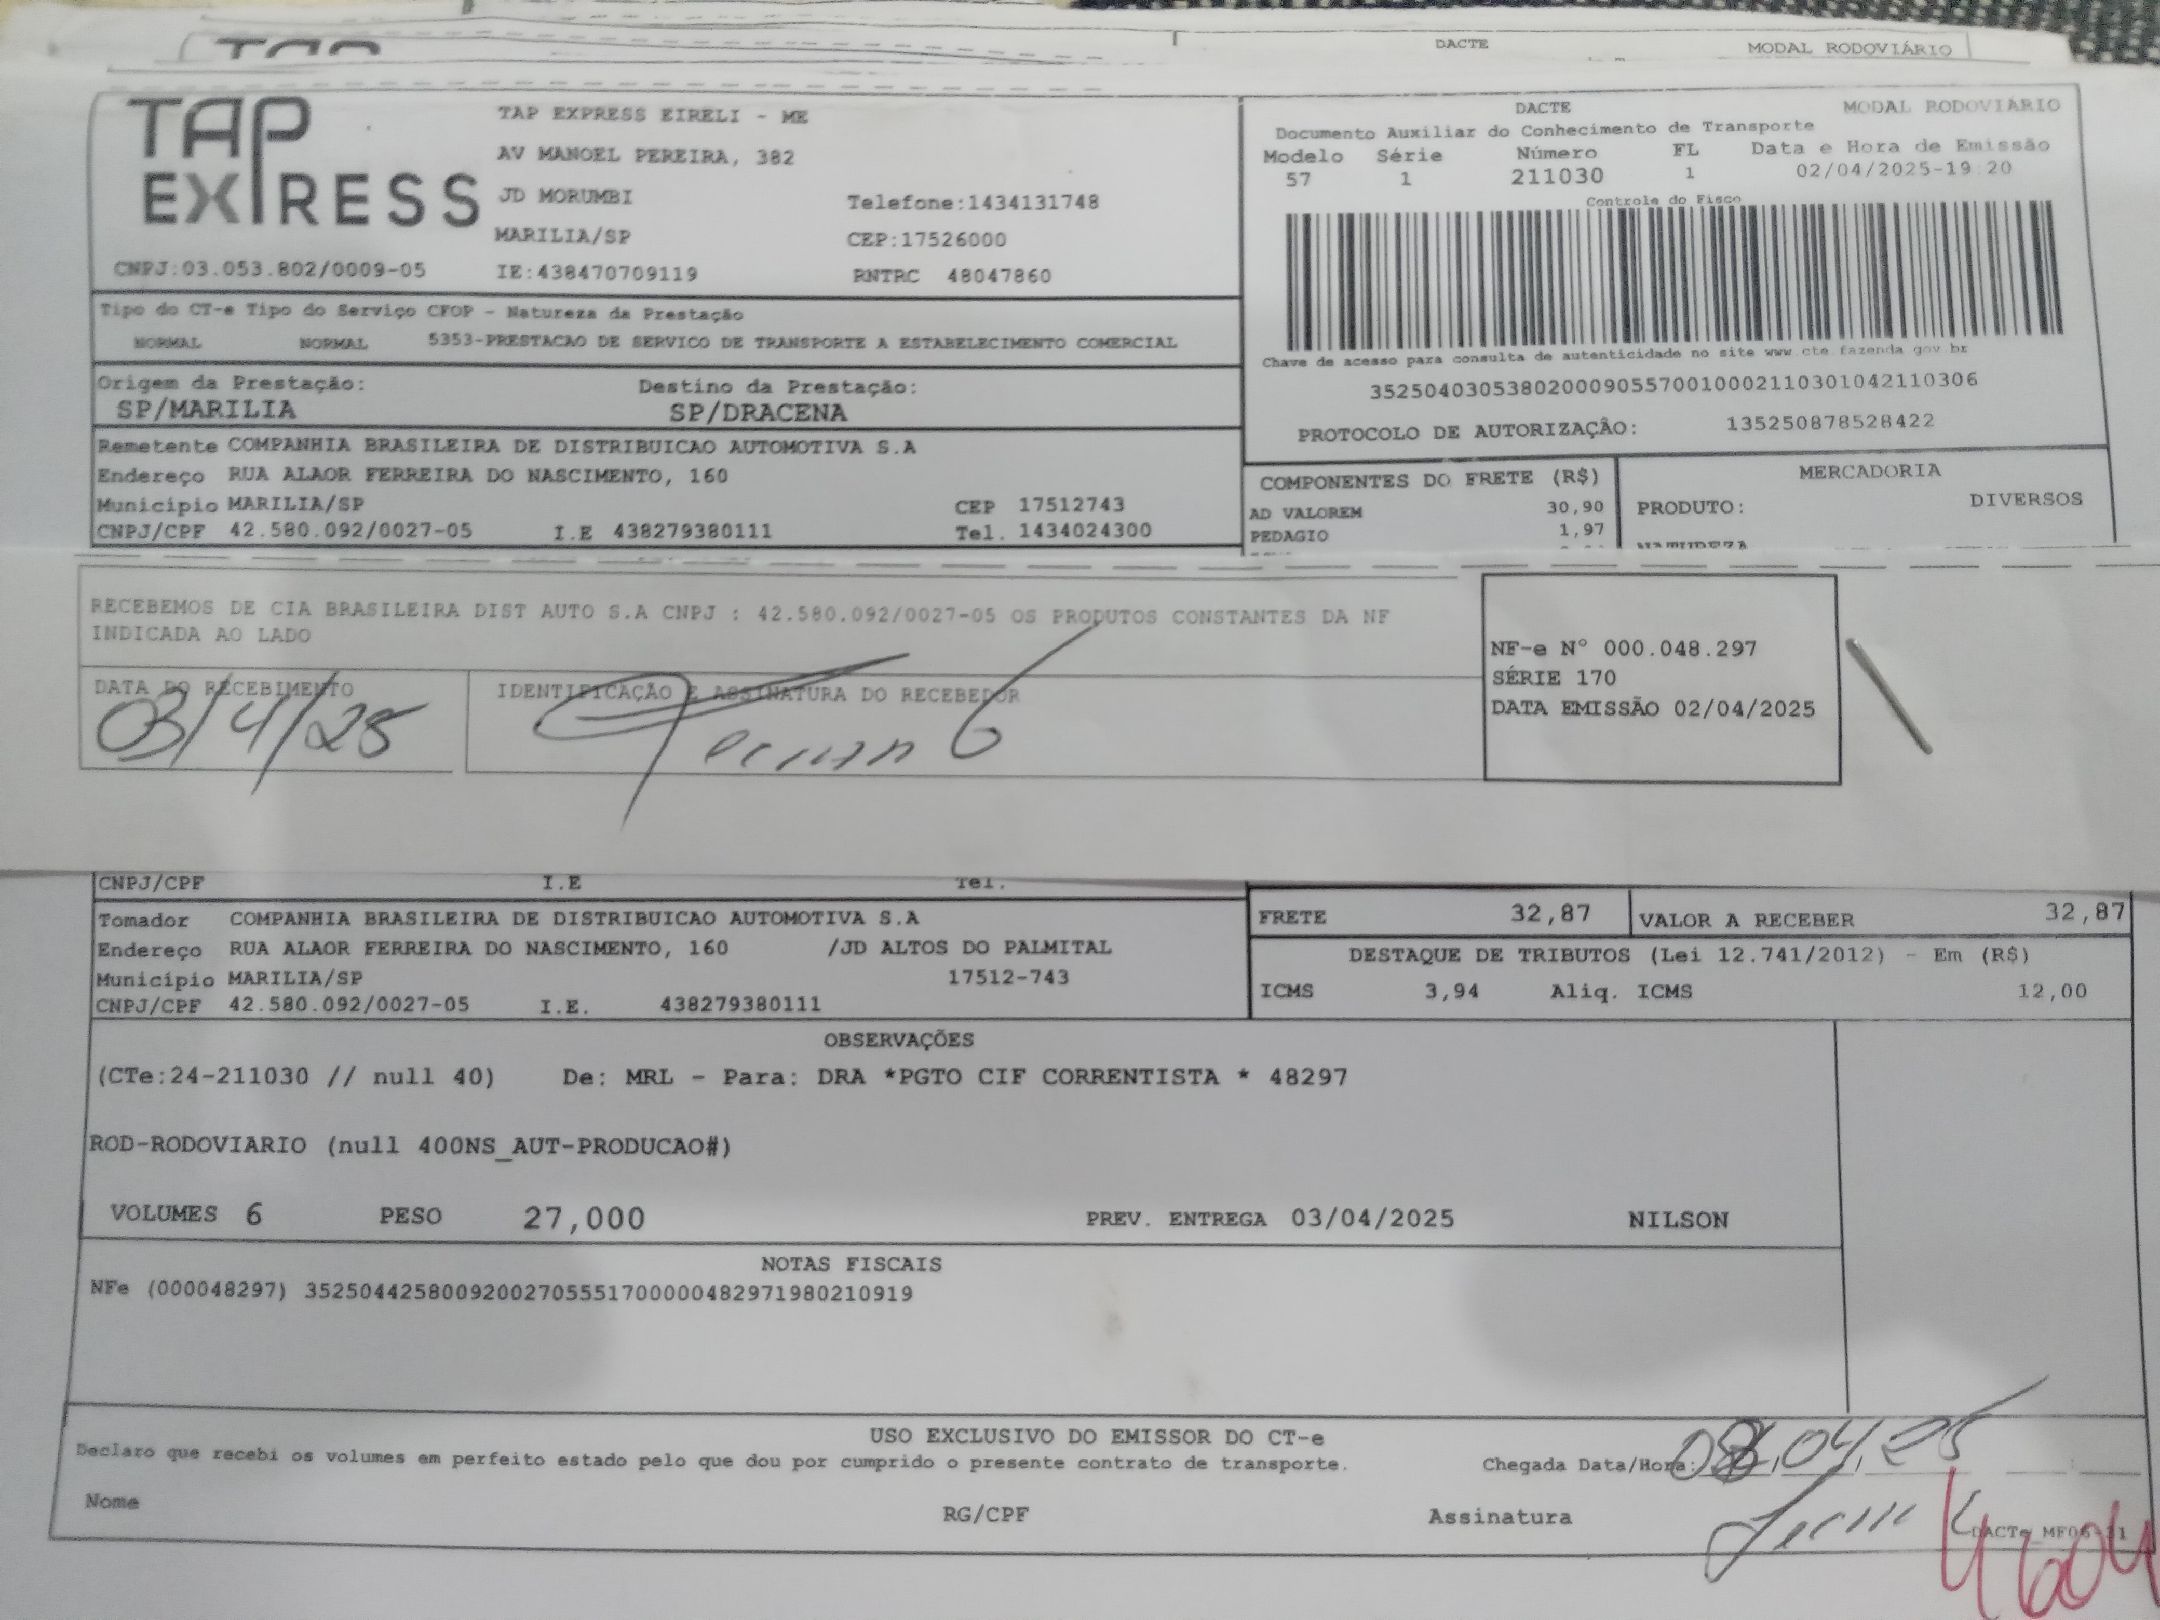 DACTE MODAL RODOVIÁRIO
TAP EXPRESS
TAP EXPRESS EIRELI - ME
AV MANOEL PEREIRA, 382
JD MORUMBI Telefone:1434131748
MARILIA/SP CEP:17526000
CNPJ:03.053.802/0009-05 IE:438470709119 RNTRC 48047860
DACTE MODAL RODOVIÁRIO
Documento Auxiliar do Conhecimento de Transporte
Modelo Série Número FL Data e Hora de Emissão
57 1 211030 1 02/04/2025-19:20
Controle do Fisco
Chave de acesso para consulta de autenticidade no site www.cte.fazenda gov br
35250403053802000905570010002110301042110306
PROTOCOLO DE AUTORIZAÇÃO: 135250878528422
Tipo do CT-e Tipo do Serviço CFOP - Natureza da Prestação
NORMAL NORMAL 5353-PRESTACAO DE SERVICO DE TRANSPORTE A ESTABELECIMENTO COMERCIAL
Origem da Prestação: Destino da Prestação:
SP/MARILIA SP/DRACENA
Remetente COMPANHIA BRASILEIRA DE DISTRIBUICAO AUTOMOTIVA S.A
Endereço RUA ALAOR FERREIRA DO NASCIMENTO, 160
Município MARILIA/SP CEP 17512743
CNPJ/CPF 42.580.092/0027-05 I.E 438279380111 Tel. 1434024300
COMPONENTES DO FRETE (R$)
AD VALOREM 30,90
PEDAGIO 1,97
MERCADORIA
PRODUTO: DIVERSOS
NATUREZA
RECEBEMOS DE CIA BRASILEIRA DIST AUTO S.A CNPJ : 42.580.092/0027-05 OS PRODUTOS CONSTANTES DA NF
INDICADA AO LADO
DATA DO RECEBIMENTO IDENTIFICAÇÃO E ASSINATURA DO RECEBEDOR
03/4/25
NF-e Nº 000.048.297
SÉRIE 170
DATA EMISSÃO 02/04/2025
CNPJ/CPF I.E Tel.
Tomador COMPANHIA BRASILEIRA DE DISTRIBUICAO AUTOMOTIVA S.A
Endereço RUA ALAOR FERREIRA DO NASCIMENTO, 160 /JD ALTOS DO PALMITAL
Município MARILIA/SP 17512-743
CNPJ/CPF 42.580.092/0027-05 I.E. 438279380111
FRETE 32,87 VALOR A RECEBER 32,87
DESTAQUE DE TRIBUTOS (Lei 12.741/2012) - Em (R$)
ICMS 3,94 Aliq. ICMS 12,00
OBSERVAÇÕES
(CTe:24-211030 // null 40) De: MRL - Para: DRA *PGTO CIF CORRENTISTA * 48297
ROD-RODOVIARIO (null 400NS_AUT-PRODUCAO#)
VOLUMES 6 PESO 27,000 PREV. ENTREGA 03/04/2025 NILSON
NOTAS FISCAIS
NFe (000048297) 35250442580092002705551700000482971980210919
USO EXCLUSIVO DO EMISSOR DO CT-e
Declaro que recebi os volumes em perfeito estado pelo que dou por cumprido o presente contrato de transporte.
Chegada Data/Hora: 04,25
Nome RG/CPF Assinatura
4604